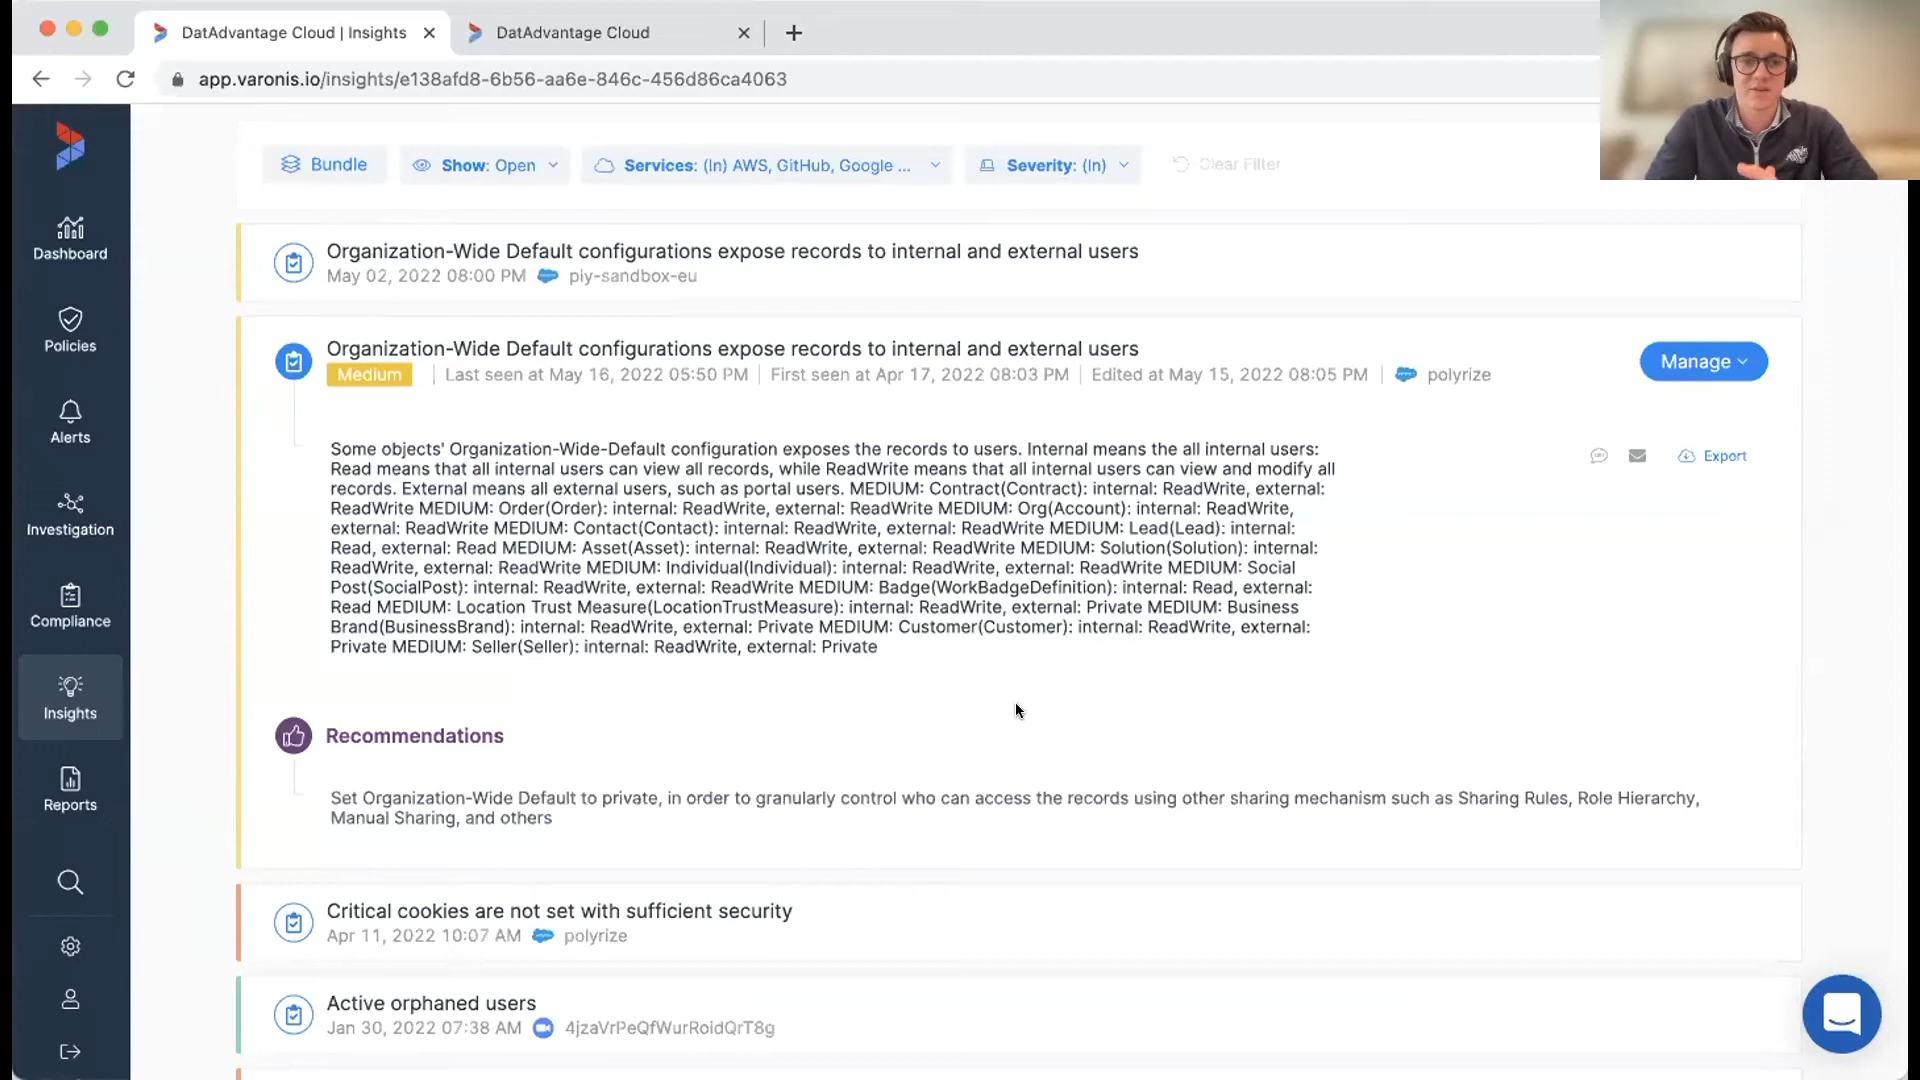 DatAdvantage Cloud | Insights
DatAdvantage Cloud
app.varonis.io/insights/e138afd8-6b56-aa6e-846c-456d86ca4063
Bundle
Show: Open
Services: (In) AWS, GitHub, Google ...
Severity: (In)
Clear Filter
Dashboard
Policies
Alerts
Investigation
Compliance
Insights
Reports
Organization-Wide Default configurations expose records to internal and external users
May 02, 2022 08:00 PM
ply-sandbox-eu
Organization-Wide Default configurations expose records to internal and external users
Medium
Last seen at May 16, 2022 05:50 PM
First seen at Apr 17, 2022 08:03 PM
Edited at May 15, 2022 08:05 PM
polyrize
Manage
Some objects' Organization-Wide-Default configuration exposes the records to users. Internal means the all internal users:
Read means that all internal users can view all records, while ReadWrite means that all internal users can view and modify all
records. External means all external users, such as portal users. MEDIUM: Contract(Contract): internal: ReadWrite, external:
ReadWrite MEDIUM: Order(Order): internal: ReadWrite, external: ReadWrite MEDIUM: Org(Account): internal: ReadWrite,
external: ReadWrite MEDIUM: Contact(Contact): internal: ReadWrite, external: ReadWrite MEDIUM: Lead(Lead): internal:
Read, external: Read MEDIUM: Asset(Asset): internal: ReadWrite, external: ReadWrite MEDIUM: Solution(Solution): internal:
ReadWrite, external: ReadWrite MEDIUM: Individual(Individual): internal: ReadWrite, external: ReadWrite MEDIUM: Social
Post(SocialPost): internal: ReadWrite, external: ReadWrite MEDIUM: Badge(WorkBadgeDefinition): internal: Read, external:
Read MEDIUM: Location Trust Measure(LocationTrustMeasure): internal: ReadWrite, external: Private MEDIUM: Business
Brand(BusinessBrand): internal: ReadWrite, external: Private MEDIUM: Customer(Customer): internal: ReadWrite, external:
Private MEDIUM: Seller(Seller): internal: ReadWrite, external: Private
Export
Recommendations
Set Organization-Wide Default to private, in order to granularly control who can access the records using other sharing mechanism such as Sharing Rules, Role Hierarchy,
Manual Sharing, and others
Critical cookies are not set with sufficient security
Apr 11, 2022 10:07 AM
polyrize
Active orphaned users
Jan 30, 2022 07:38 AM
4jzaVrPeQfWurRoidQrT8g